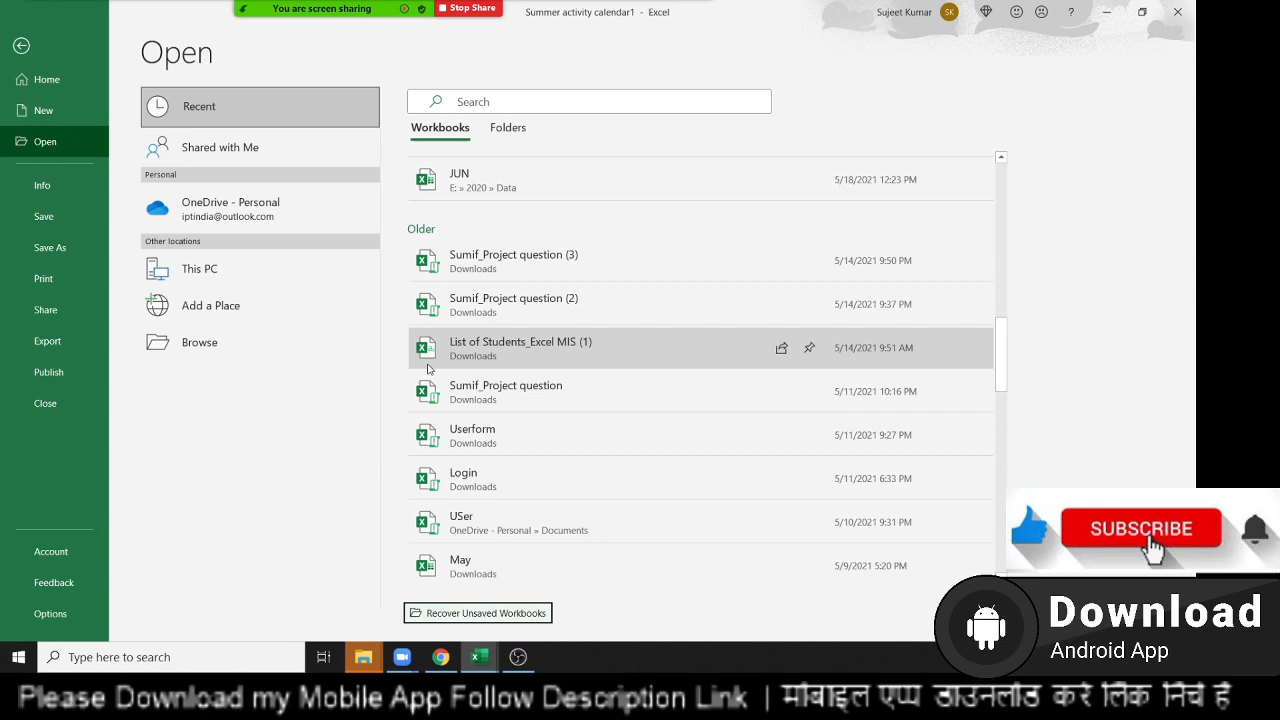 You are screen sharing
Stop Share
Summer activity calendar1 - Excel
Sujeet Kumar
SK
?
Open
Home
New
Open
Info
Save
Save As
Print
Share
Export
Publish
Close
Account
Feedback
Options
Recent
Shared with Me
Personal
OneDrive - Personal
iptindia@outlook.com
Other locations
This PC
Add a Place
Browse
Search
Workbooks Folders
JUN
E: » 2020 » Data
5/18/2021 12:23 PM
Older
Sumif_Project question (3)
Downloads
5/14/2021 9:50 PM
Sumif_Project question (2)
Downloads
5/14/2021 9:37 PM
List of Students_Excel MIS (1)
Downloads
5/14/2021 9:51 AM
Sumif_Project question
Downloads
5/11/2021 10:16 PM
Userform
Downloads
5/11/2021 9:27 PM
Login
Downloads
5/11/2021 6:33 PM
USer
OneDrive - Personal » Documents
5/10/2021 9:31 PM
May
Downloads
5/9/2021 5:20 PM
Recover Unsaved Workbooks
SUBSCRIBE
Download
Android App
Type here to search
Please Download my Mobile App Follow Description Link | मोबाइल एप्प डाउनलोड करे लिंक निचे है